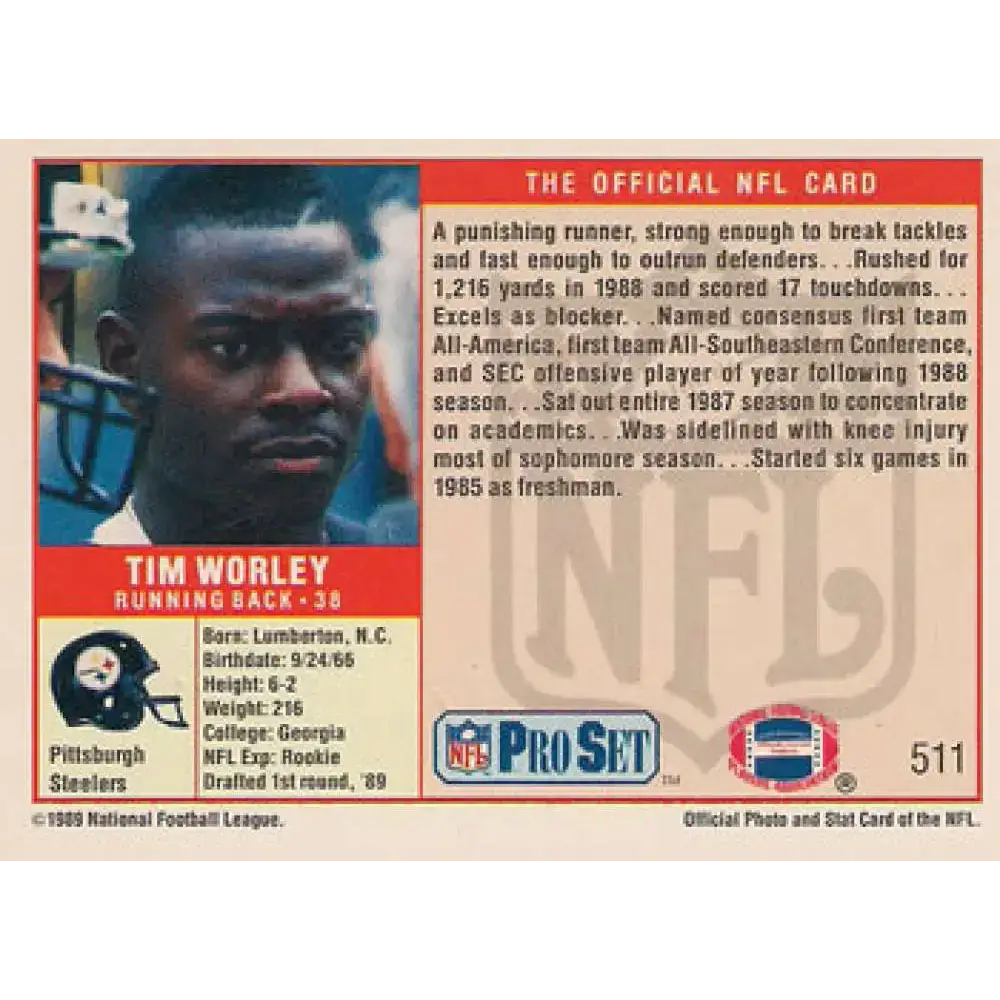 THE OFFICIAL NFL CARD
A punishing runner, strong enough to break tackles
and fast enough to outrun defenders. . .Rushed for
1,216 yards in 1988 and scored 17 touchdowns. . .
Excels as blocker. . .Named consensus first team
All-America, first team All-Southeastern Conference,
and SEC offensive player of year following 1988
season. . .Sat out entire 1987 season to concentrate
on academics. . .Was sidelined with knee injury
most of sophomore season. . .Started six games in
1985 as freshman.
TIM WORLEY
RUNNING BACK • 38
Born: Lumberton, N.C.
Birthdate: 9/24/66
Height: 6-2
Weight: 216
College: Georgia
NFL Exp: Rookie
Drafted 1st round, '89
Pittsburgh
Steelers
NFL
NFL PRO SET TM
®
511
©1989 National Football League.
Official Photo and Stat Card of the NFL.